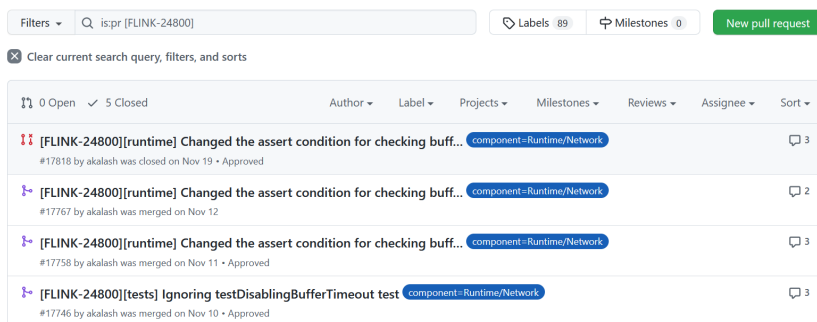 Filters is:pr [FLINK-24800] Labels 89 Milestones 0 New pull request
Clear current search query, filters, and sorts
0 Open 5 Closed Author Label Projects Milestones Reviews Assignee Sort
[FLINK-24800][runtime] Changed the assert condition for checking buff... component=Runtime/Network 3
#17818 by akalash was closed on Nov 19 • Approved
[FLINK-24800][runtime] Changed the assert condition for checking buff... component=Runtime/Network 2
#17767 by akalash was merged on Nov 12
[FLINK-24800][runtime] Changed the assert condition for checking buff... component=Runtime/Network 3
#17758 by akalash was merged on Nov 11 • Approved
[FLINK-24800][tests] Ignoring testDisablingBufferTimeout test component=Runtime/Network 3
#17746 by akalash was merged on Nov 10 • Approved